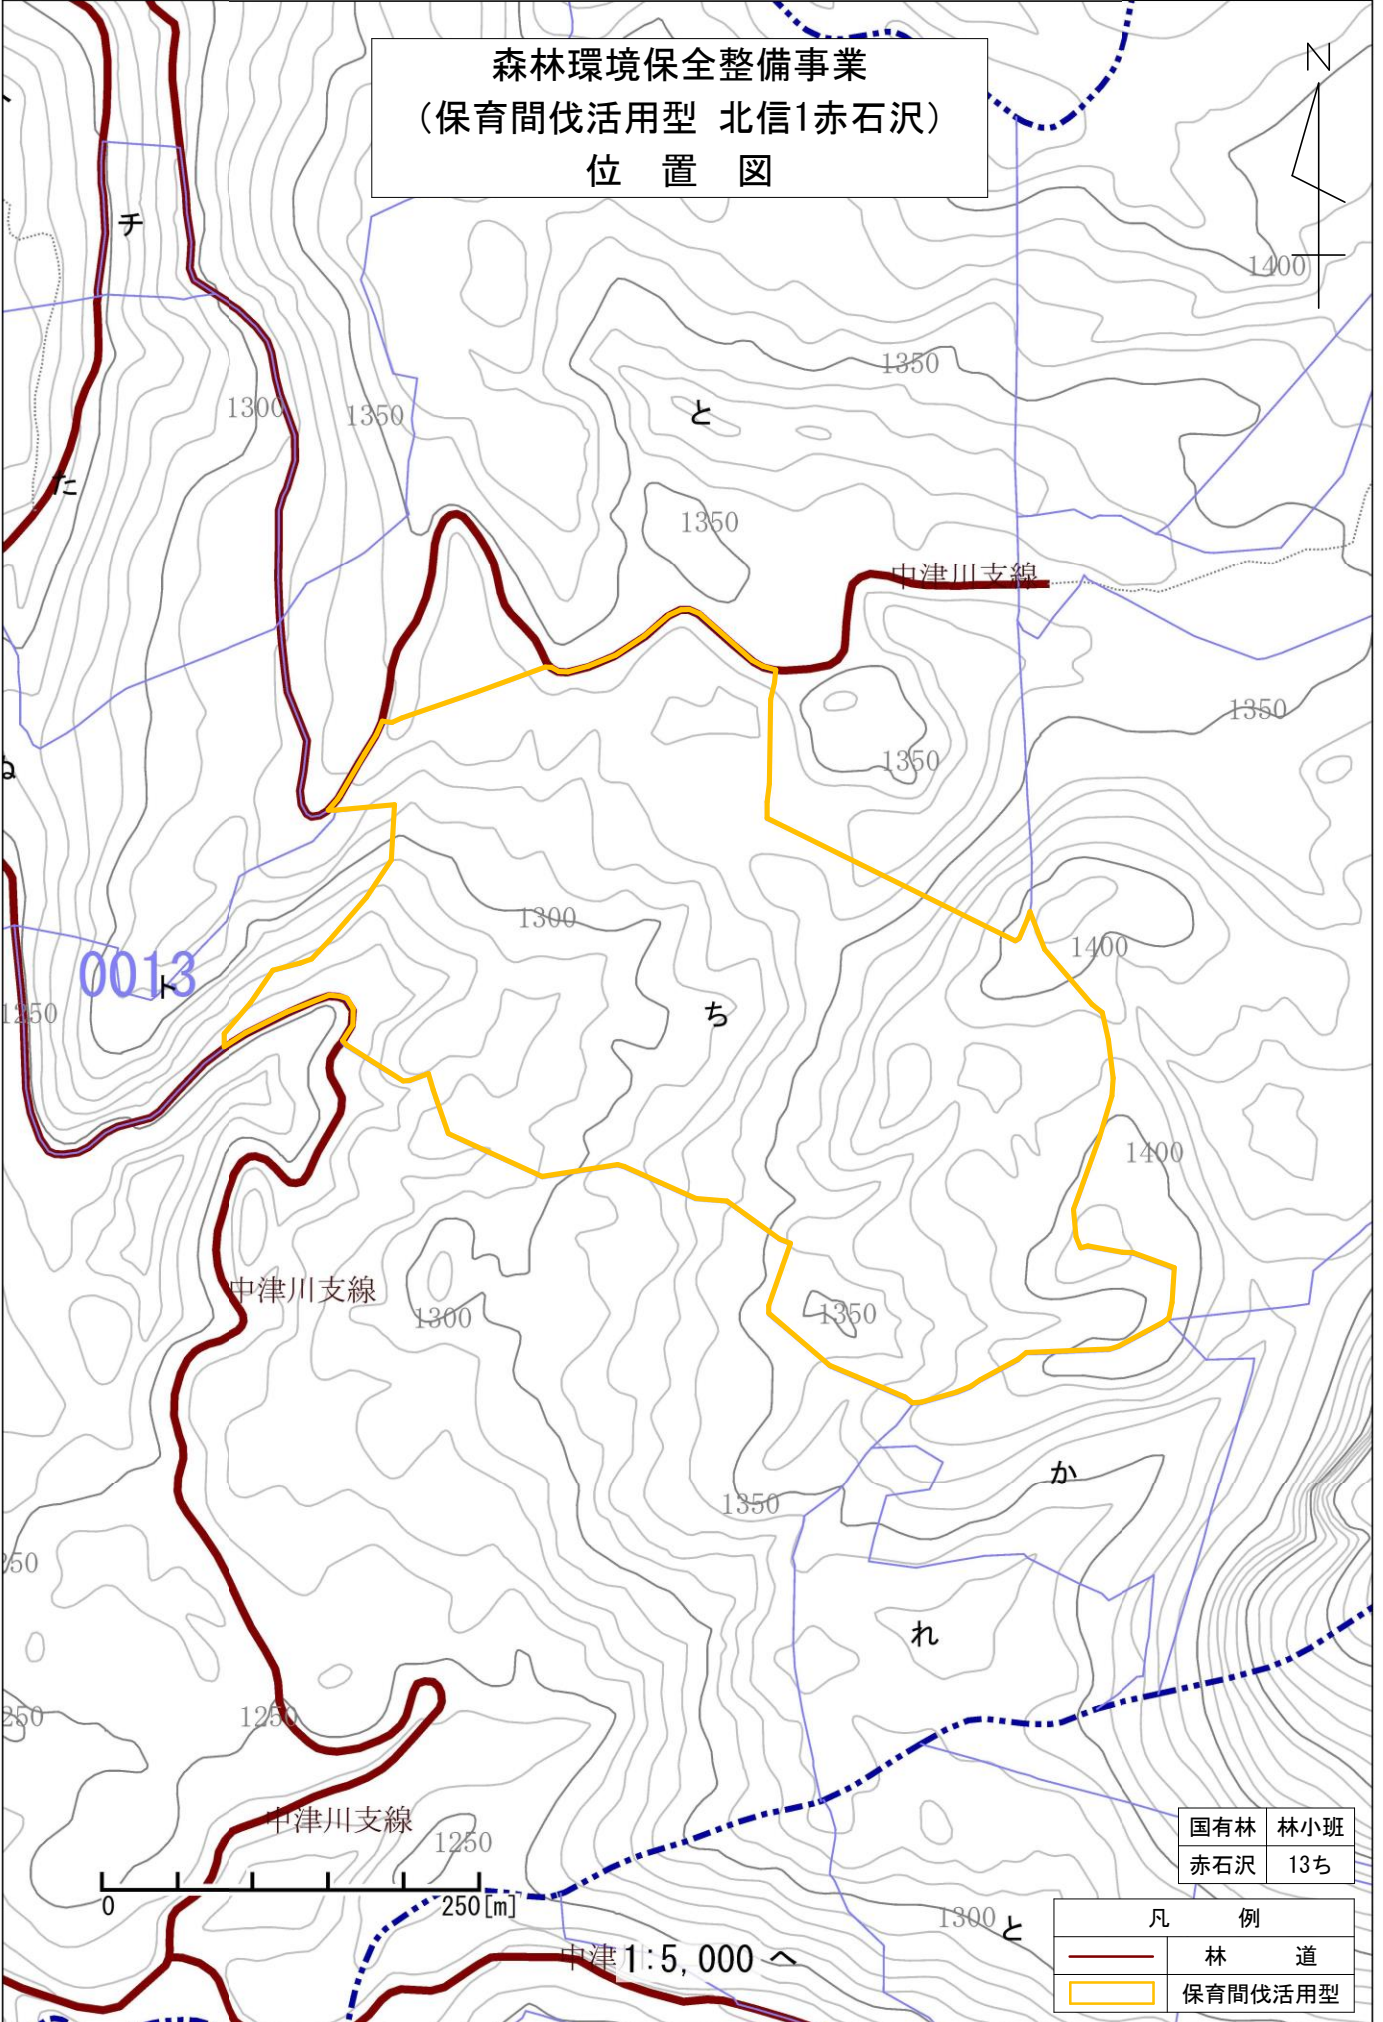 森林環境保全整備事業
（保育間伐活用型 北信1赤石沢）
位 置 図
N
チ
1400
1350
1300
1350
と
た
1350
中津川支線
1350
1350
ぬ
1300
1400
0013
ト
1250
ち
1400
中津川支線
1300
1350
か
1350
250
れ
250
1250
中津川支線
1250
国有林 林小班
赤石沢 13ち
0 250[m]
1300 と
凡 例
林 道
保育間伐活用型
中津 1:5,000 へ